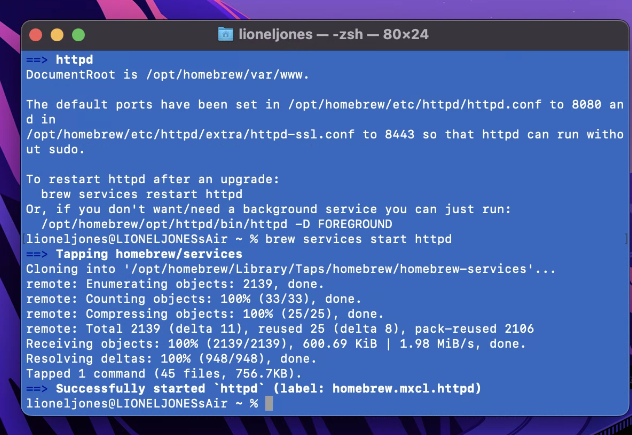 lioneljones — -zsh — 80×24
==> httpd
DocumentRoot is /opt/homebrew/var/www.
The default ports have been set in /opt/homebrew/etc/httpd/httpd.conf to 8080 an
d in
/opt/homebrew/etc/httpd/extra/httpd-ssl.conf to 8443 so that httpd can run witho
ut sudo.
To restart httpd after an upgrade:
  brew services restart httpd
Or, if you don't want/need a background service you can just run:
  /opt/homebrew/opt/httpd/bin/httpd -D FOREGROUND
lioneljones@LIONELJONESsAir ~ % brew services start httpd
==> Tapping homebrew/services
Cloning into '/opt/homebrew/Library/Taps/homebrew/homebrew-services'...
remote: Enumerating objects: 2139, done.
remote: Counting objects: 100% (33/33), done.
remote: Compressing objects: 100% (25/25), done.
remote: Total 2139 (delta 11), reused 25 (delta 8), pack-reused 2106
Receiving objects: 100% (2139/2139), 600.69 KiB | 1.98 MiB/s, done.
Resolving deltas: 100% (948/948), done.
Tapped 1 command (45 files, 756.7KB).
==> Successfully started `httpd` (label: homebrew.mxcl.httpd)
lioneljones@LIONELJONESsAir ~ %